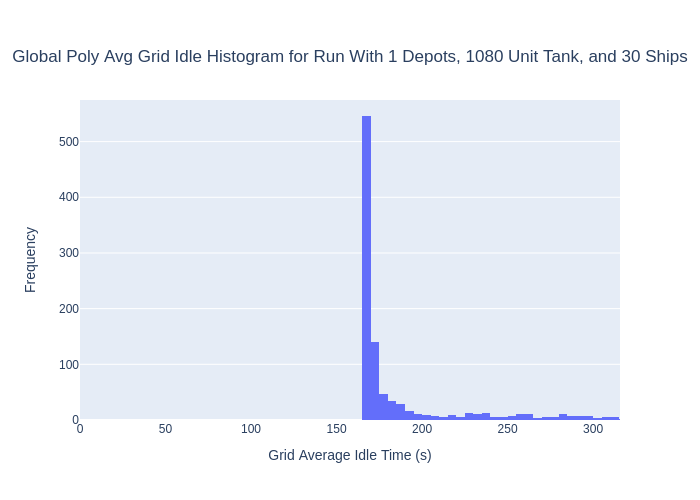 Global Poly Avg Grid Idle Histogram for Run With 1 Depots, 1080 Unit Tank, and 30 Ships
Frequency
500
400
300
200
100
0
0 50 100 150 200 250 300
Grid Average Idle Time (s)